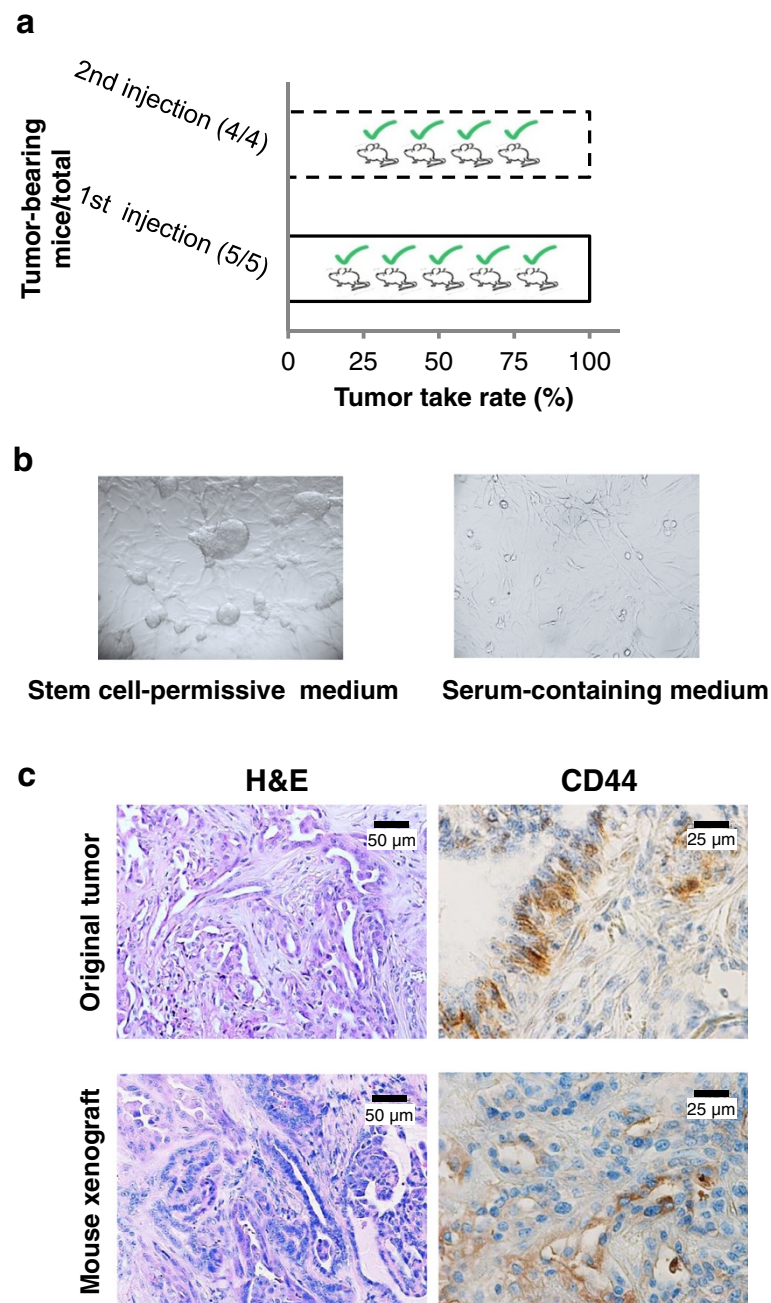 a
2nd injection (4/4)
1st  injection (5/5)
Tumor-bearing
mice/total
0 25 50 75 100
Tumor take rate (%)
b
Stem cell-permissive  medium
Serum-containing medium
c
H&E
CD44
Original tumor
50 µm
25 µm
Mouse xenograft
50 µm
25 µm